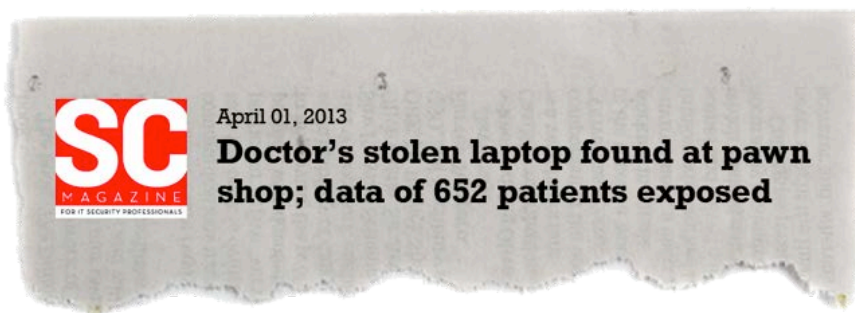 SC
MAGAZINE
FOR IT SECURITY PROFESSIONALS
April 01, 2013
Doctor's stolen laptop found at pawn
shop; data of 652 patients exposed